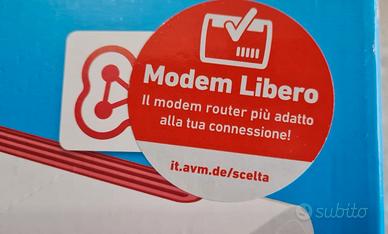 Modem Libero
Il modem router più adatto
alla tua connessione!
it.avm.de/scelta
subito